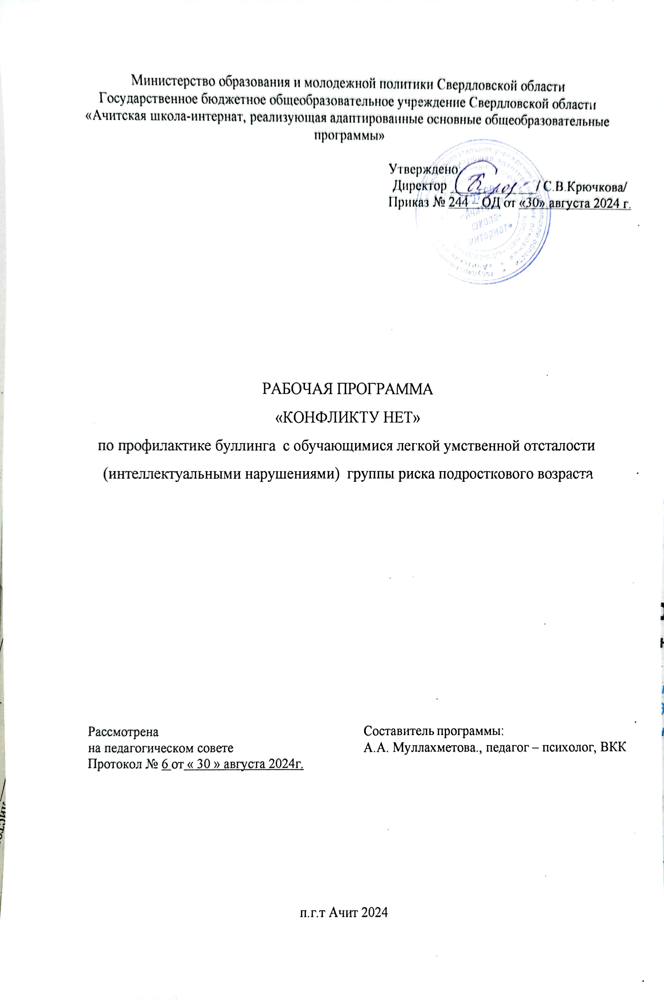 Министерство образования и молодежной политики Свердловской области
Государственное бюджетное общеобразовательное учреждение Свердловской области
«Ачитская школа-интернат, реализующая адаптированные основные общеобразовательные
программы»
Утверждено
Директор ____________/ С.В.Крючкова/
Приказ № 244 – ОД от «30» августа 2024 г.
школа-
интернат»
РАБОЧАЯ ПРОГРАММА
«КОНФЛИКТУ НЕТ»
по профилактике буллинга с обучающимися легкой умственной отсталости
(интеллектуальными нарушениями) группы риска подросткового возраста
Рассмотрена
на педагогическом совете
Протокол № 6 от « 30 » августа 2024г.
Составитель программы:
А.А. Муллахметова., педагог – психолог, ВКК
п.г.т Ачит 2024